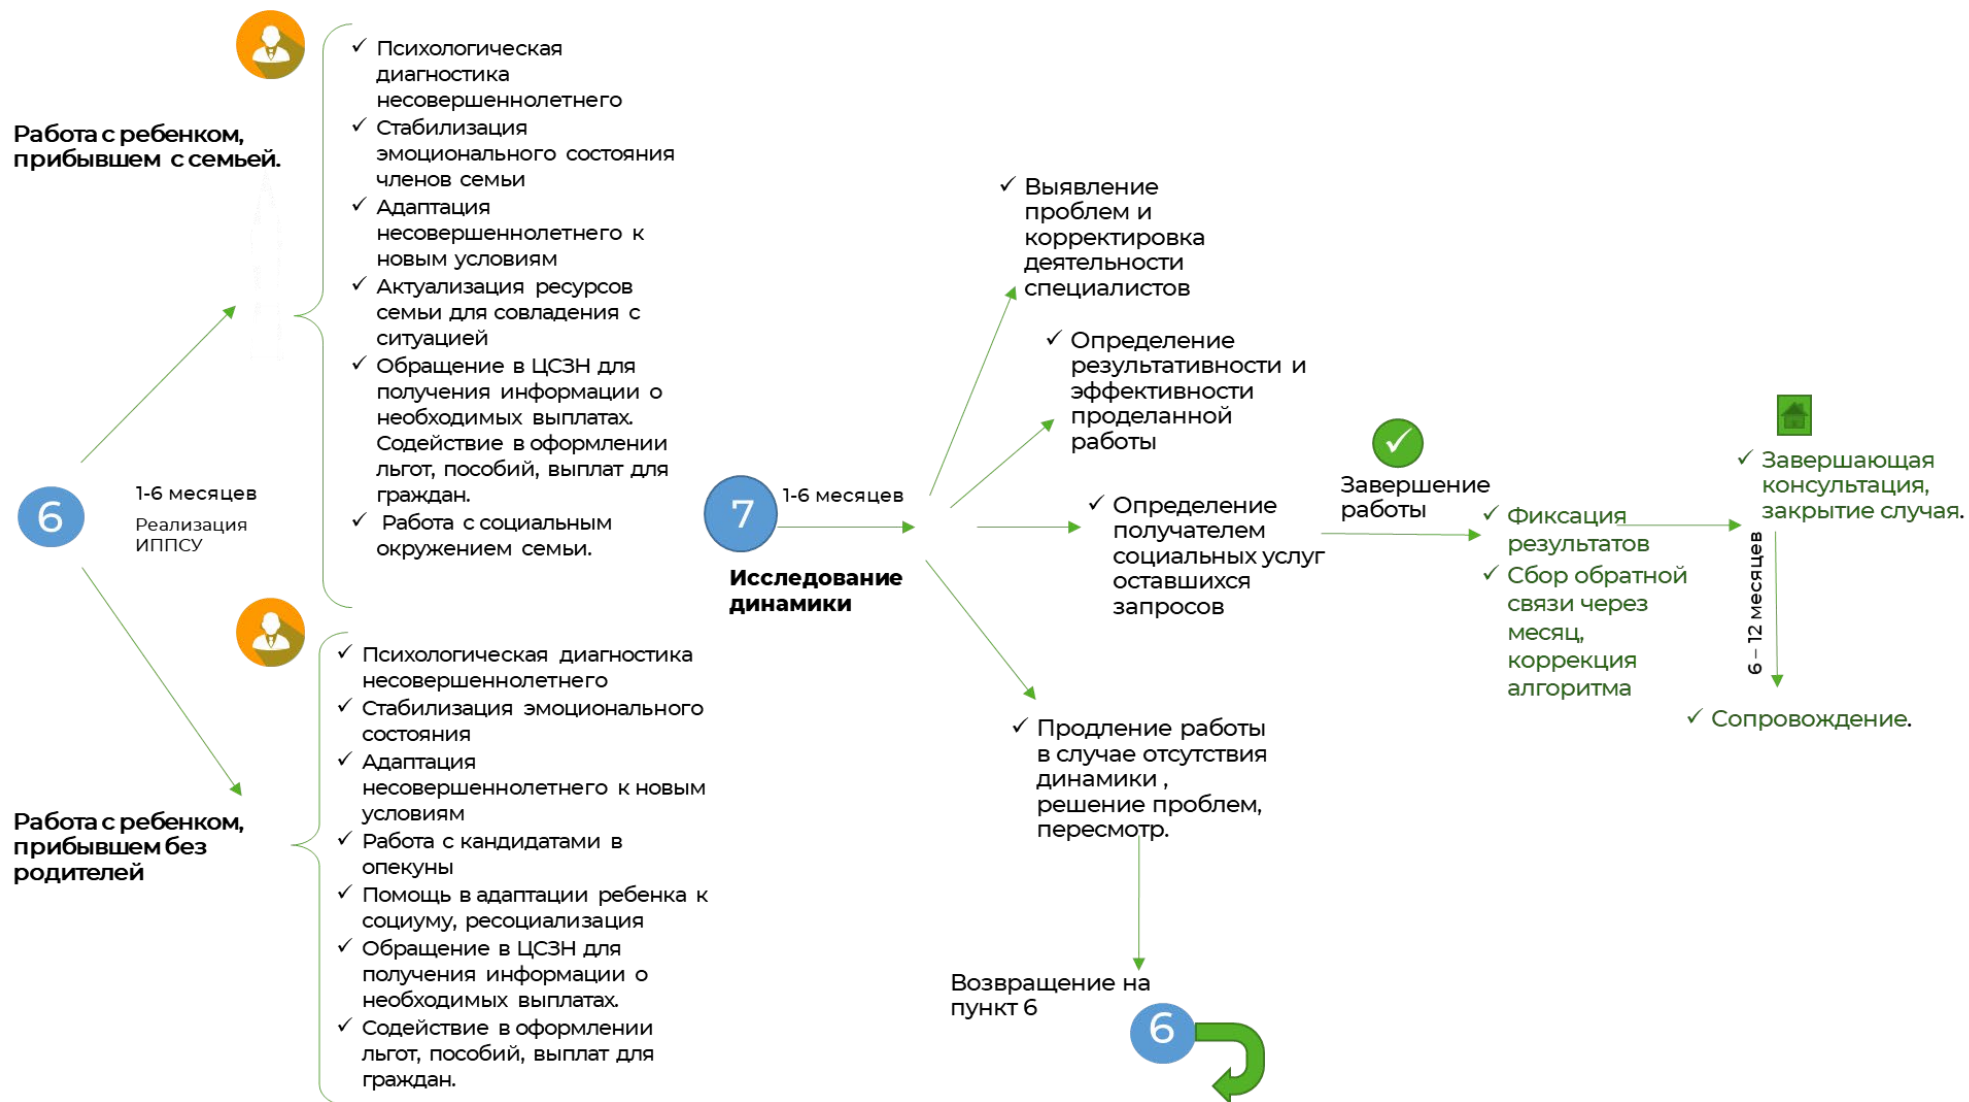 Работа с ребенком,
прибывшем с семьей.
✓ Психологическая
диагностика
несовершеннолетнего
✓ Стабилизация
эмоционального состояния
членов семьи
✓ Адаптация
несовершеннолетнего к
новым условиям
✓ Актуализация ресурсов
семьи для совладения с
ситуацией
✓ Обращение в ЦСЗН для
получения информации о
необходимых выплатах.
Содействие в оформлении
льгот, пособий, выплат для
граждан.
✓ Работа с социальным
окружением семьи.
6
1-6 месяцев
Реализация
ИППСУ
Работа с ребенком,
прибывшем без
родителей
✓ Психологическая диагностика
несовершеннолетнего
✓ Стабилизация эмоционального
состояния
✓ Адаптация
несовершеннолетнего к новым
условиям
✓ Работа с кандидатами в
опекуны
✓ Помощь в адаптации ребенка к
социуму, ресоциализация
✓ Обращение в ЦСЗН для
получения информации о
необходимых выплатах.
✓ Содействие в оформлении
льгот, пособий, выплат для
граждан.
7
1-6 месяцев
Исследование
динамики
✓ Выявление
проблем и
корректировка
деятельности
специалистов
✓ Определение
результативности и
эффективности
проделанной
работы
✓ Определение
получателем
социальных услуг
оставшихся
запросов
✓ Продление работы
в случае отсутствия
динамики ,
решение проблем,
пересмотр.
Возвращение на
пункт 6
6
Завершение
работы
✓ Фиксация
результатов
✓ Сбор обратной
связи через
месяц,
коррекция
алгоритма
✓ Завершающая
консультация,
закрытие случая.
6 – 12 месяцев
✓ Сопровождение.